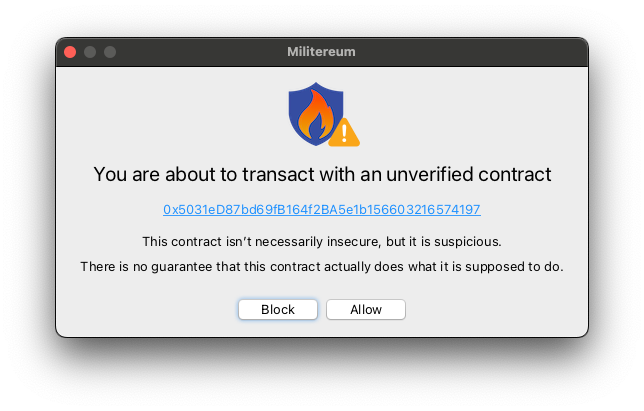 Militereum
You are about to transact with an unverified contract
0x5031eD87bd69fB164f2BA5e1b156603216574197
This contract isn’t necessarily insecure, but it is suspicious.
There is no guarantee that this contract actually does what it is supposed to do.
Block
Allow